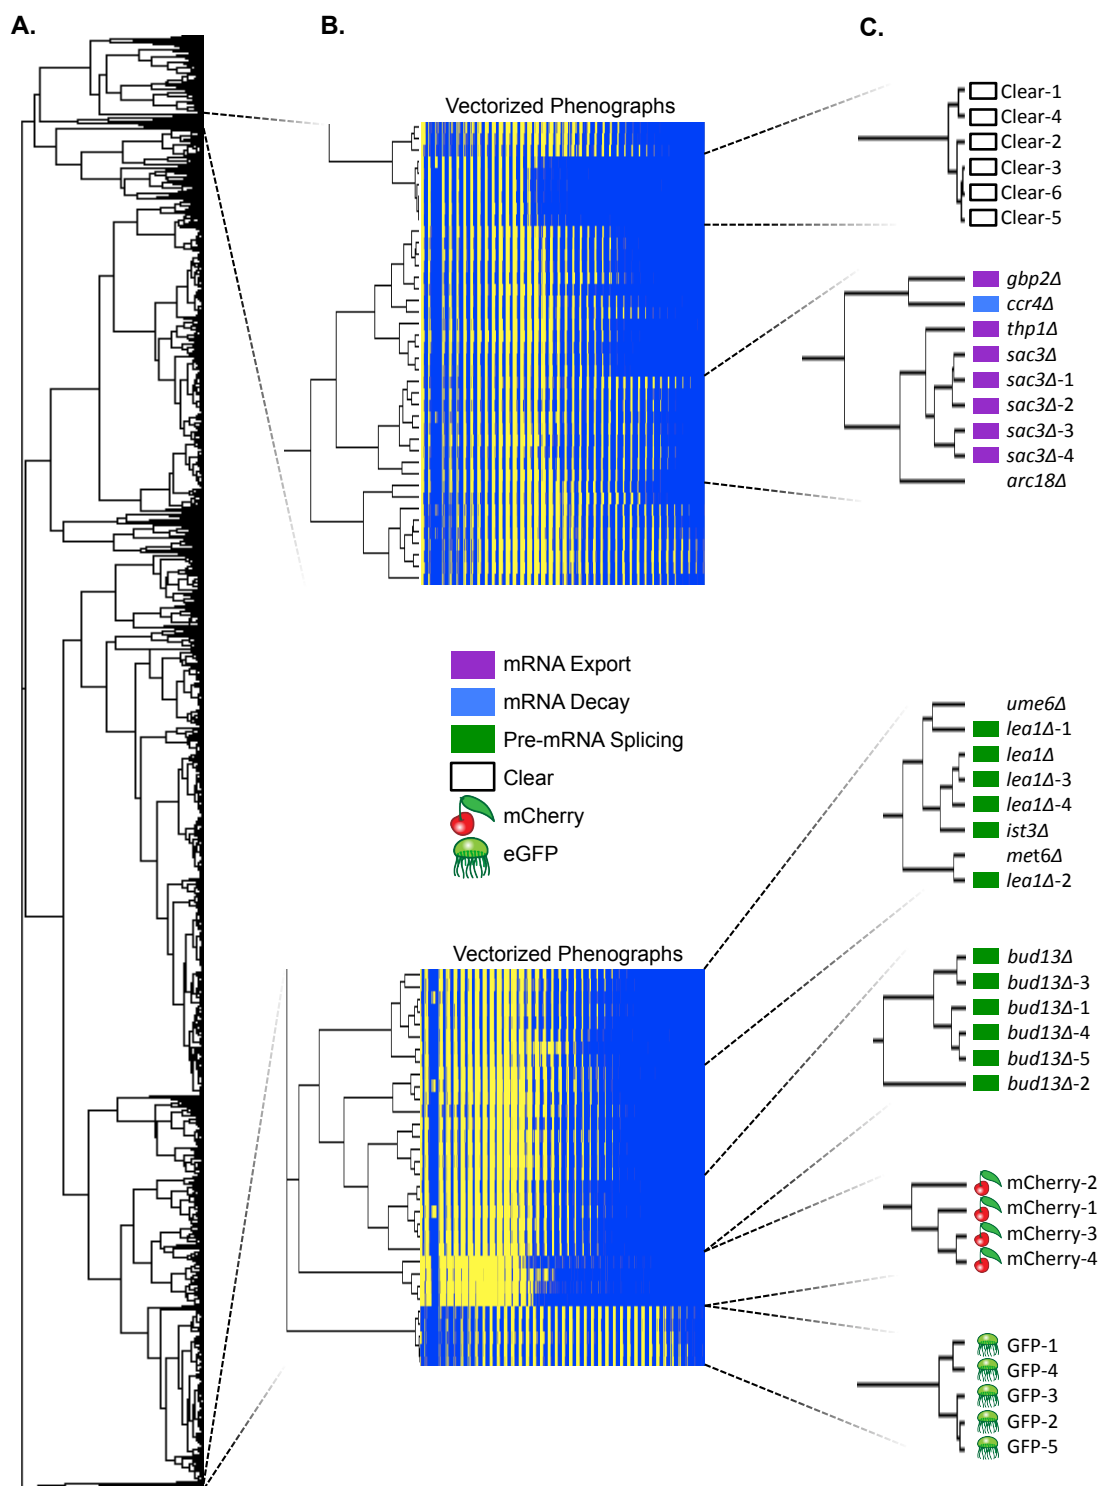 A.
B.
C.
Vectorized Phenographs
Clear-1
Clear-4
Clear-2
Clear-3
Clear-6
Clear-5
gbp2Δ
ccr4Δ
thp1Δ
sac3Δ
sac3Δ-1
sac3Δ-2
sac3Δ-3
sac3Δ-4
arc18Δ
mRNA Export
mRNA Decay
Pre-mRNA Splicing
Clear
mCherry
eGFP
Vectorized Phenographs
ume6Δ
lea1Δ-1
lea1Δ
lea1Δ-3
lea1Δ-4
ist3Δ
met6Δ
lea1Δ-2
bud13Δ
bud13Δ-3
bud13Δ-1
bud13Δ-4
bud13Δ-5
bud13Δ-2
mCherry-2
mCherry-1
mCherry-3
mCherry-4
GFP-1
GFP-4
GFP-3
GFP-2
GFP-5